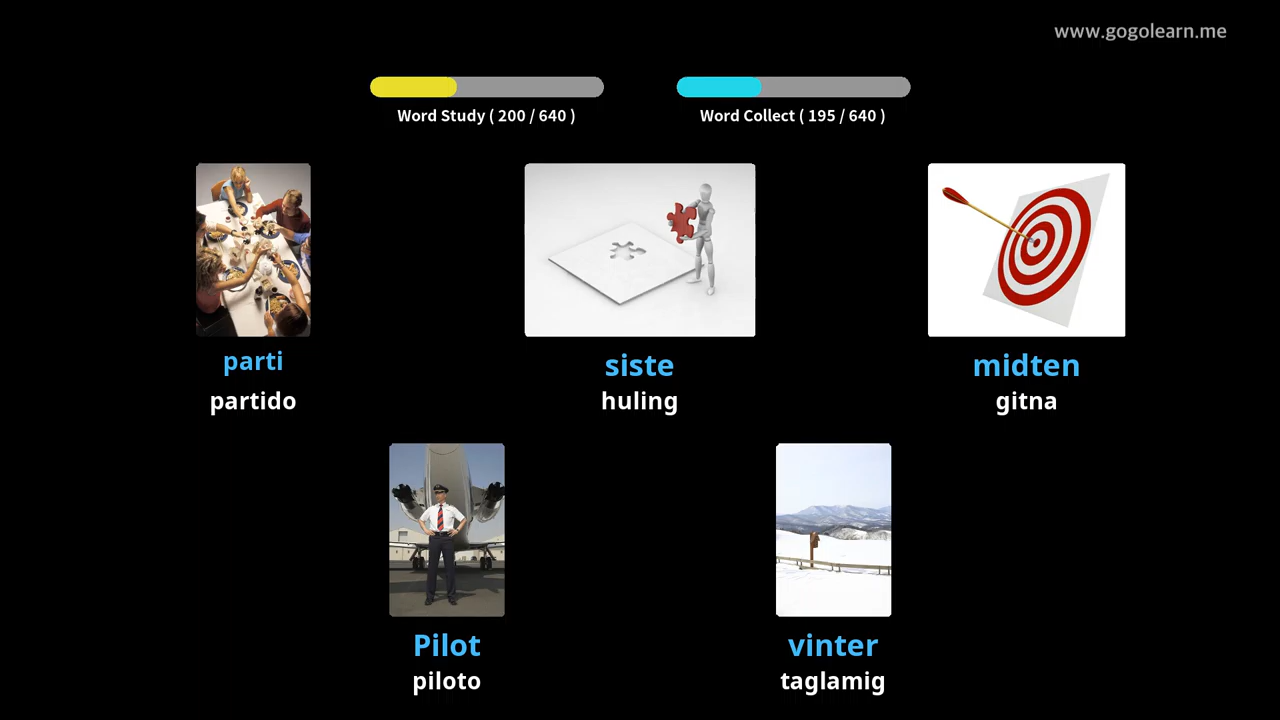 www.gogolearn.me
Word Study ( 200 / 640 )
Word Collect ( 195 / 640 )
parti
partido
siste
huling
midten
gitna
Pilot
piloto
vinter
taglamig